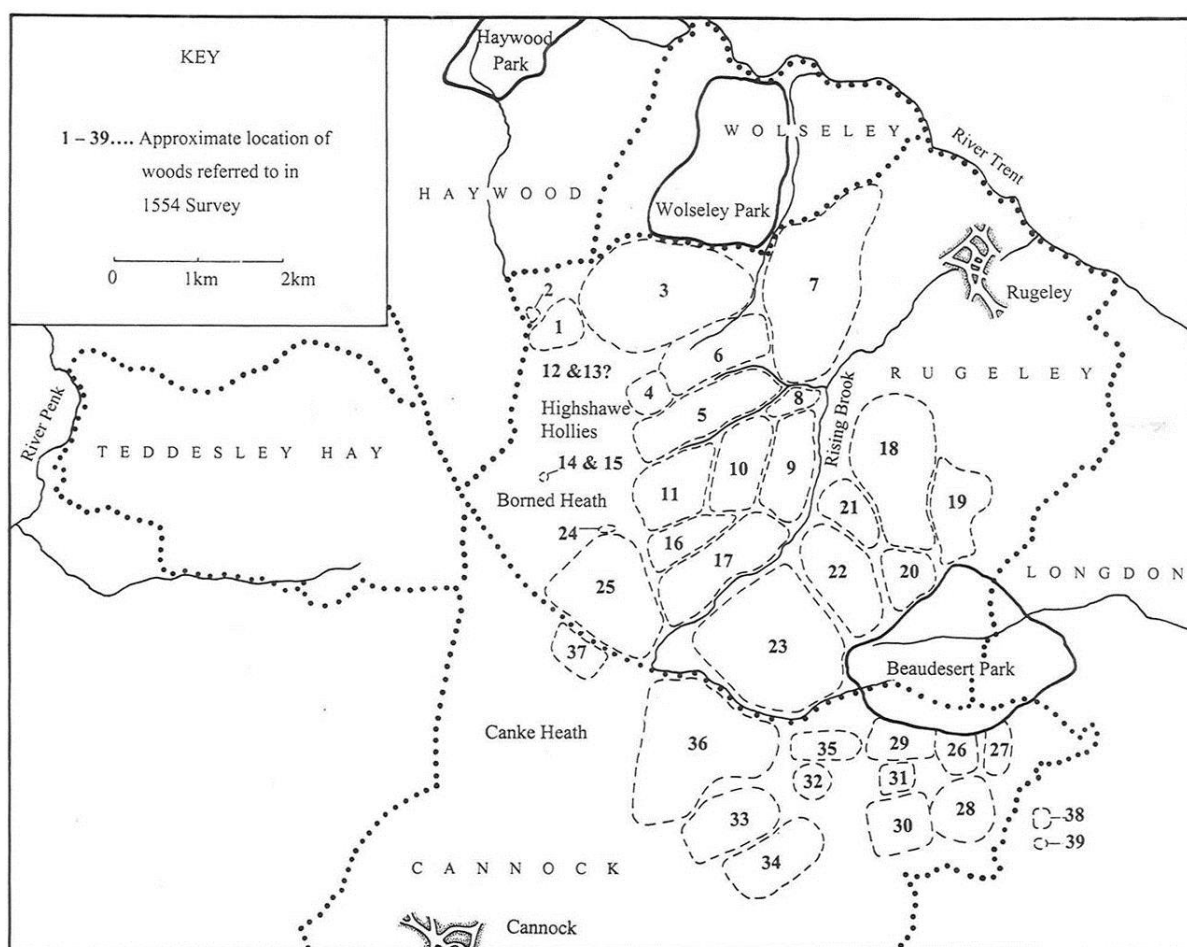 KEY
1 – 39.... Approximate location of
woods referred to in
1554 Survey
0 1km 2km
Haywood
Park
WOLSELEY
River Trent
HAYWOOD
Wolseley Park
Rugeley
2
3
7
1
6
12 &13?
4
RUGELEY
8
5
Highshawe
Hollies
River Penk
TEDDESLEY HAY
Rising Brook
18
14 & 15
10
9
11
Borned Heath
21
19
24
16
17
25
22
20
LONGDON
23
37
Beaudesert Park
Canke Heath
36
35
29
26
27
32
31
33
30
28
38
39
34
CANNOCK
Cannock